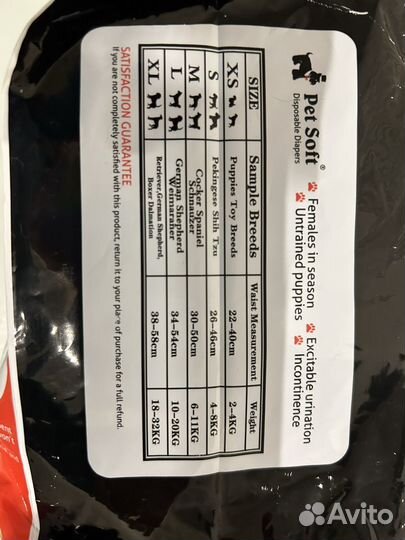 Pet Soft®
Disposable Diapers
Females in season
Excitable urination
Untrained puppies
Incontinence
SIZE Sample Breeds Waist Measurement Weight
XS Puppies Toy Breeds 22–40cm 2–4KG
S Pekingese Shih Tzu 26–46cm 4–8KG
M Cocker Spaniel Schnauzer 30–50cm 6–11KG
L German Shepherd Weimaraner 34–54cm 10–20KG
XL Retriever,German Shepherd, Boxer Dalmation 38–58cm 18–32KG
SATISFACTION GUARANTEE
If you are not completely satisfied with this product, return it to your place of purchase for a full refund.
and
Avito